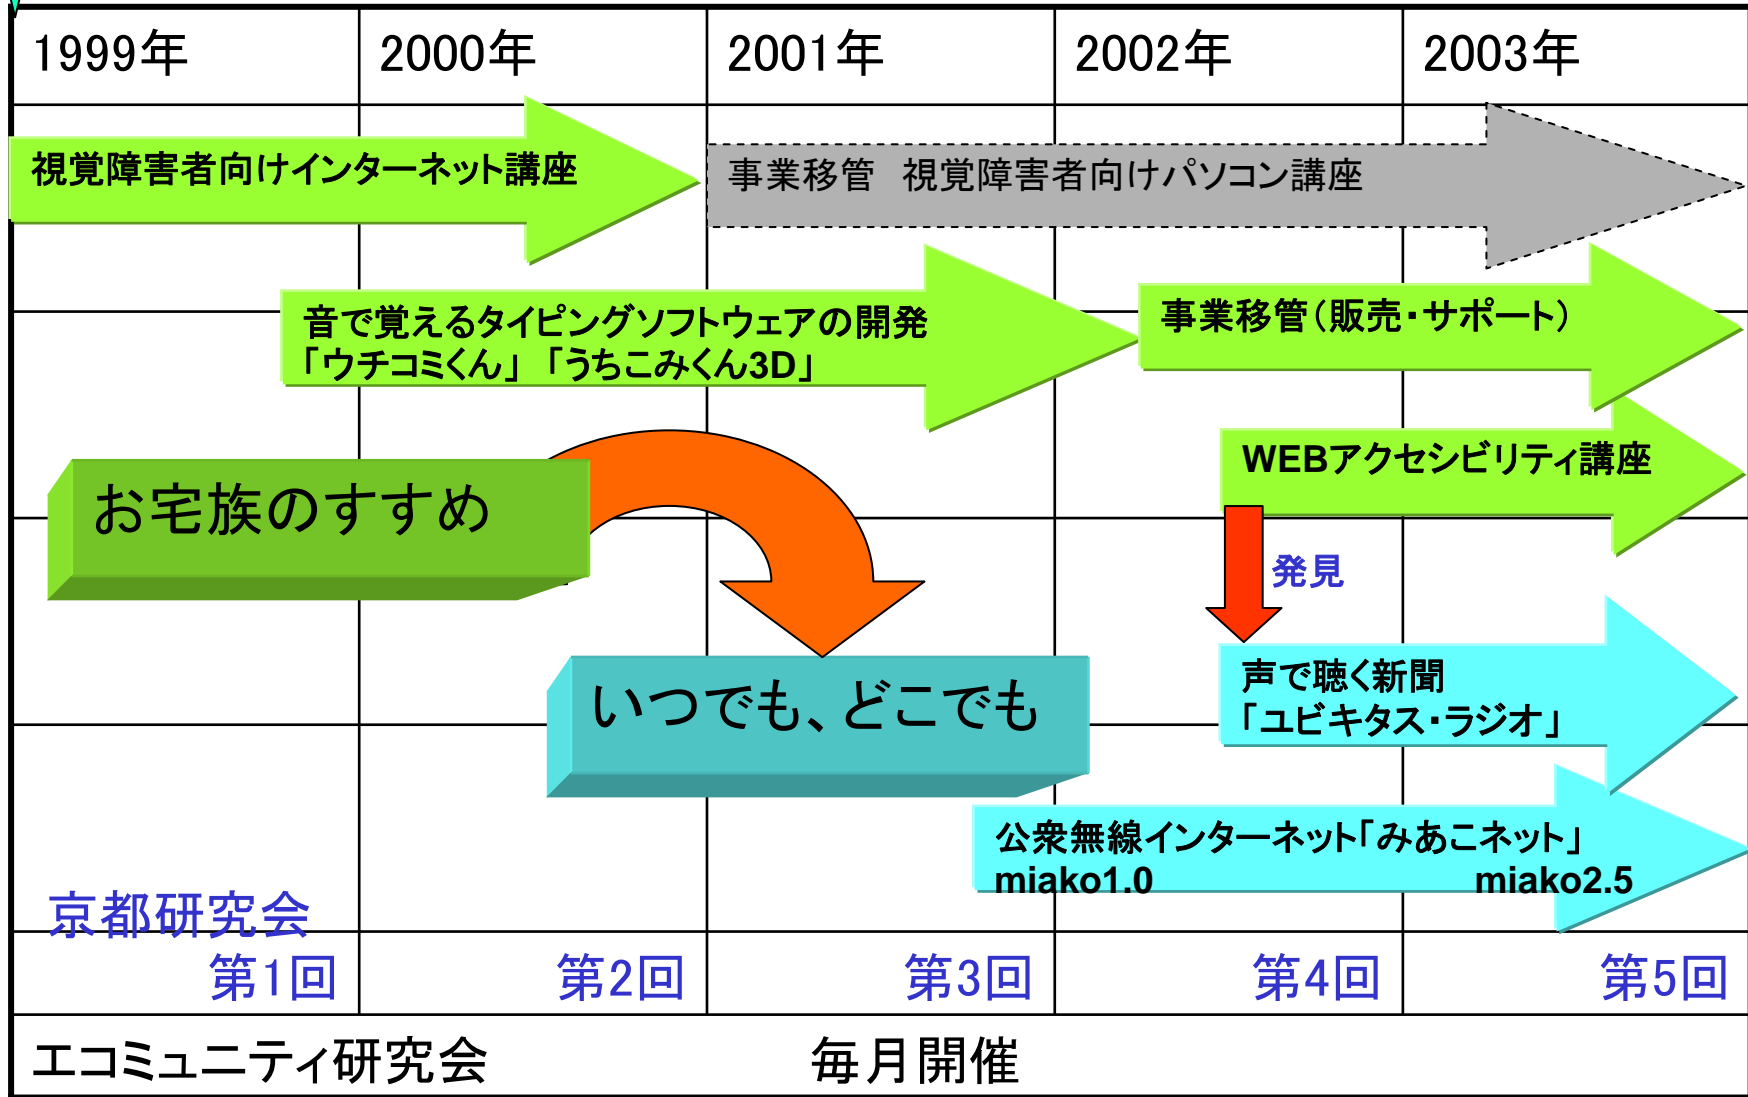 1999年
2000年
2001年
2002年
2003年
視覚障害者向けインターネット講座
事業移管　視覚障害者向けパソコン講座
音で覚えるタイピングソフトウェアの開発
「ウチコミくん」「うちこみくん3D」
事業移管（販売・サポート）
WEBアクセシビリティ講座
お宅族のすすめ
発見
いつでも、どこでも
声で聴く新聞
「ユビキタス・ラジオ」
公衆無線インターネット「みあこネット」
miako1.0
miako2.5
京都研究会
第1回
第2回
第3回
第4回
第5回
エコミュニティ研究会
毎月開催